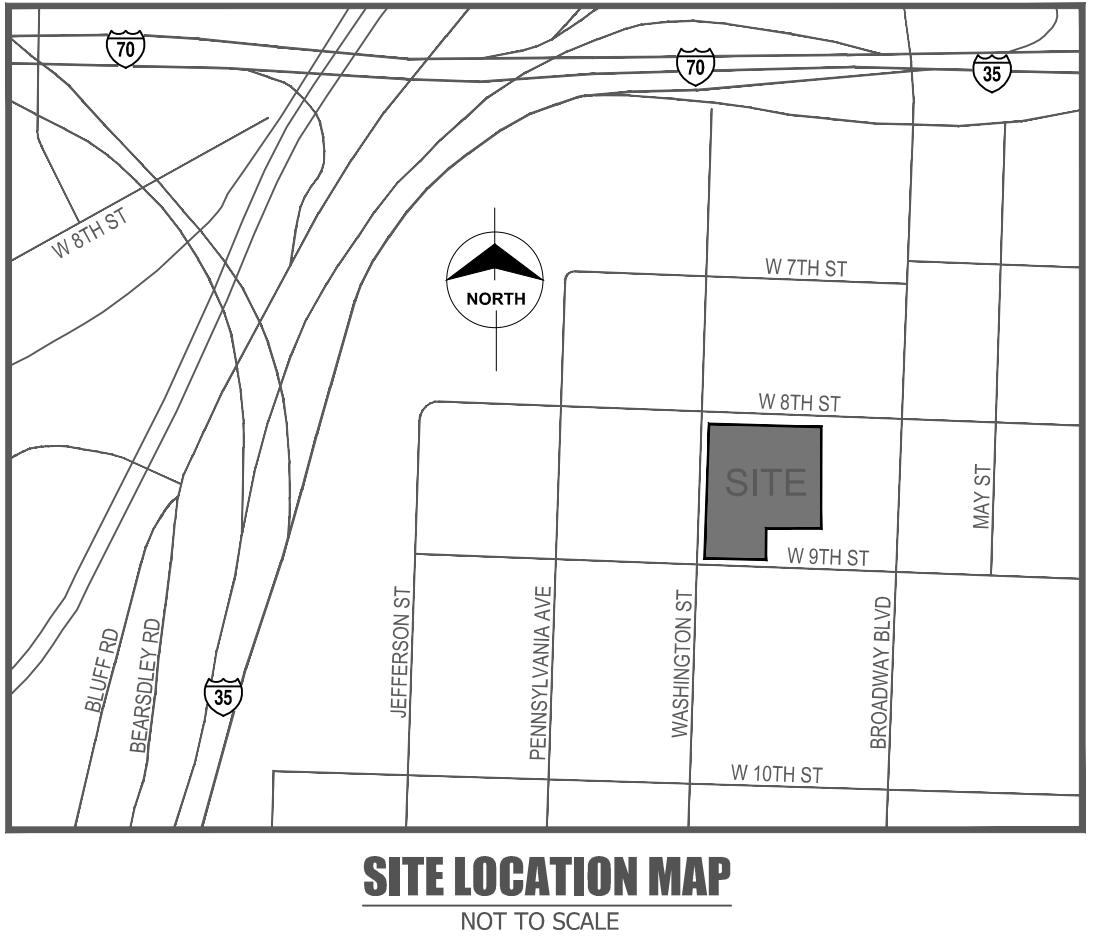 70
70
35
W 8TH ST
W 7TH ST
NORTH
W 8TH ST
SITE
MAY ST
W 9TH ST
JEFFERSON ST
PENNSYLVANIA AVE
WASHINGTON ST
BROADWAY BLVD
BLUFF RD
BEARSDLEY RD
35
W 10TH ST
SITE LOCATION MAP
NOT TO SCALE